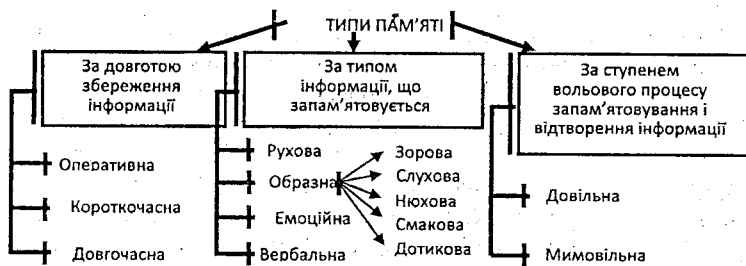 ТИПИ ПАМ’ЯТІ
За довготою
збереження
інформації
За типом
інформації, що
запам’ятовується
За ступенем
вольового процесу
запам’ятовування і
відтворення інформації
Оперативна
Короткочасна
Довгочасна
Рухова
Образна
Емоційна
Вербальна
Зорова
Слухова
Нюхова
Смакова
Дотикова
Довільна
Мимовільна